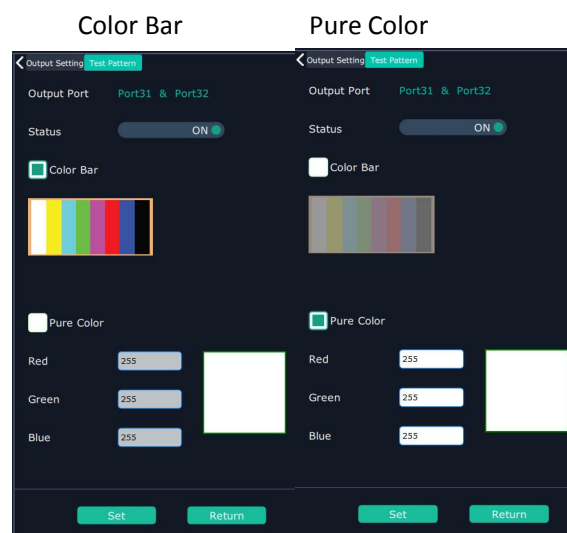 Color Bar
Output Setting Test Pattern
Output Port Port31 & Port32
Status ON
Color Bar
Pure Color
Red 255
Green 255
Blue 255
Set Return
Pure Color
Output Setting Test Pattern
Output Port Port31 & Port32
Status ON
Color Bar
Pure Color
Red 255
Green 255
Blue 255
Set Return